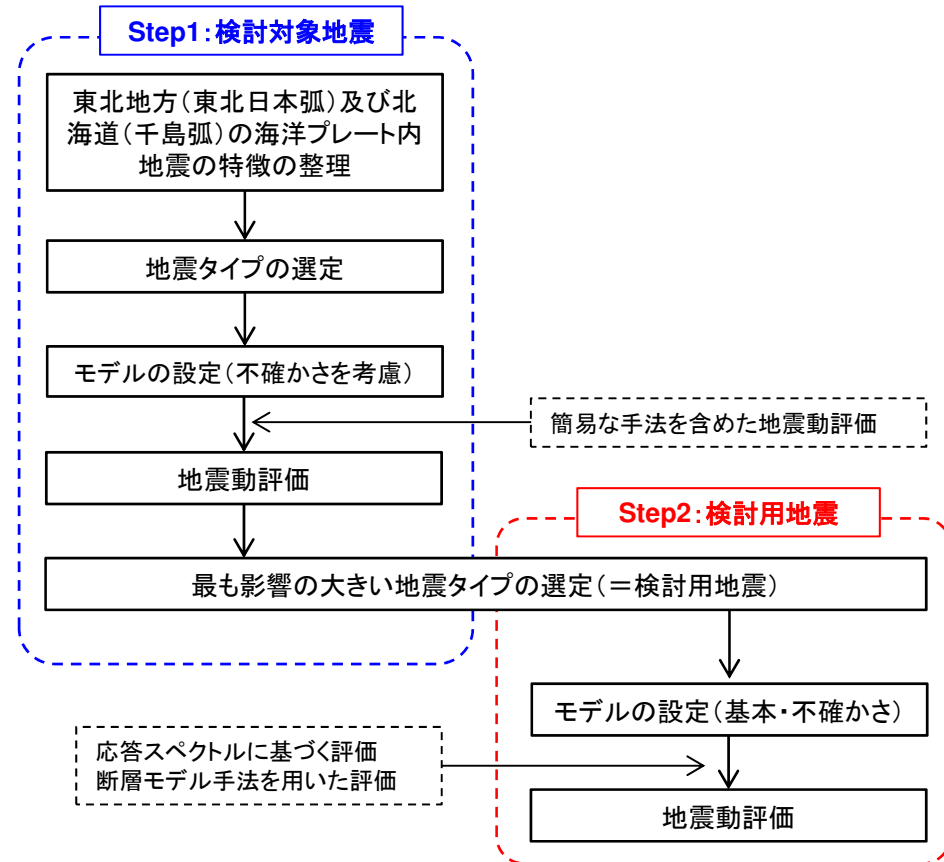 Step1:検討対象地震
東北地方(東北日本弧)及び北
海道(千島弧)の海洋プレート内
地震の特徴の整理
地震タイプの選定
モデルの設定(不確かさを考慮)
簡易な手法を含めた地震動評価
地震動評価
Step2:検討用地震
最も影響の大きい地震タイプの選定(=検討用地震)
モデルの設定(基本・不確かさ)
応答スペクトルに基づく評価
断層モデル手法を用いた評価
地震動評価